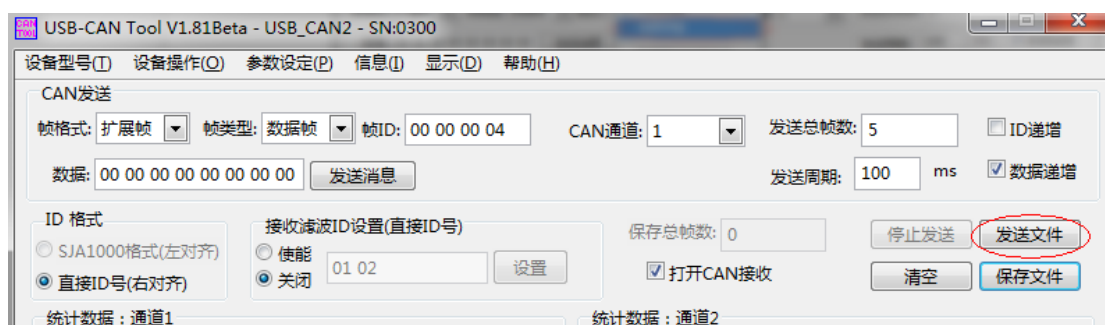 CAN TOOL USB-CAN Tool V1.81Beta - USB_CAN2 - SN:0300
设备型号(T) 设备操作(O) 参数设定(P) 信息(I) 显示(D) 帮助(H)
CAN发送
帧格式: 扩展帧 帧类型: 数据帧 帧ID: 00 00 00 04 CAN通道: 1 发送总帧数: 5 ID递增
数据: 00 00 00 00 00 00 00 00 发送消息 发送周期: 100 ms 数据递增
ID 格式 接收滤波ID设置(直接ID号)
保存总帧数: 0 停止发送 发送文件
SJA1000格式(左对齐) 使能
01 02 设置
直接ID号(右对齐) 关闭 打开CAN接收 清空 保存文件
统计数据：通道1 统计数据：通道2